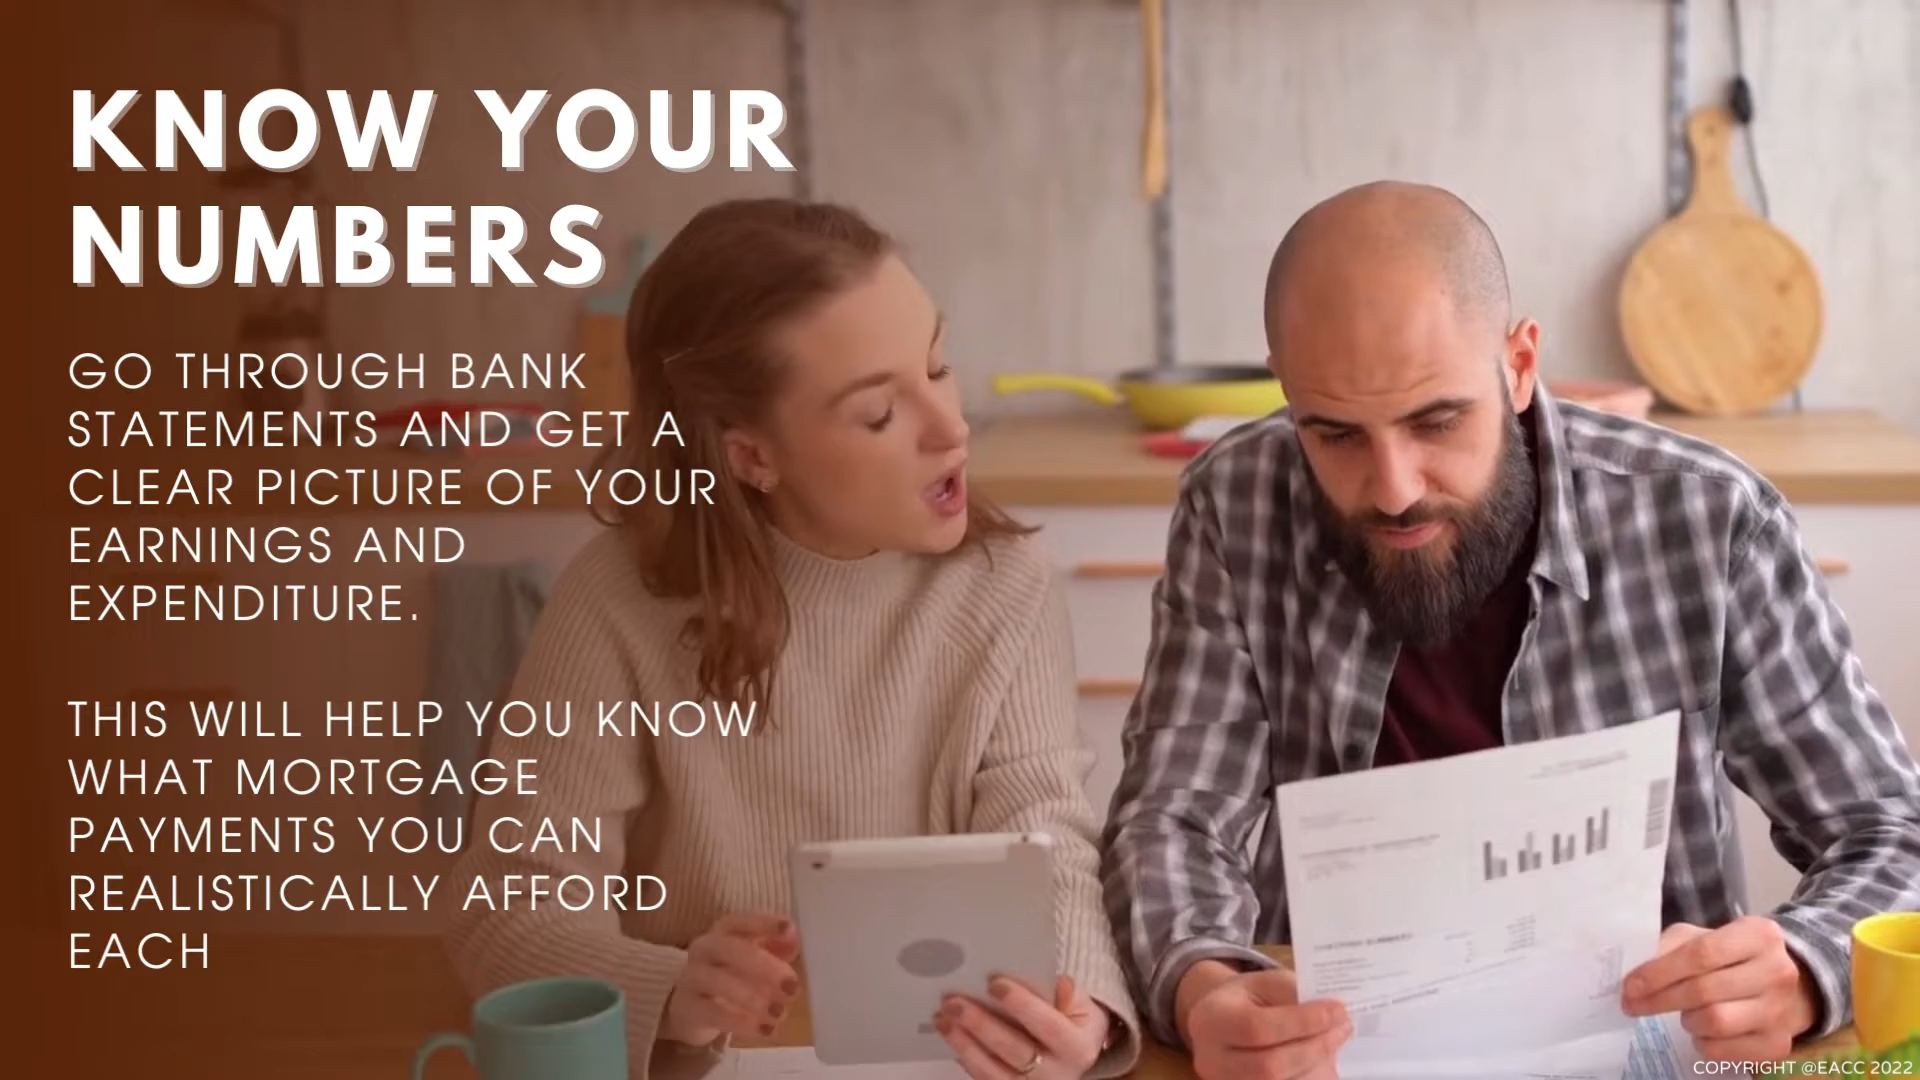 KNOW YOUR
NUMBERS
GO THROUGH BANK
STATEMENTS AND GET A
CLEAR PICTURE OF YOUR
EARNINGS AND
EXPENDITURE.
THIS WILL HELP YOU KNOW
WHAT MORTGAGE
PAYMENTS YOU CAN
REALISTICALLY AFFORD
EACH
COPYRIGHT @EACC 2022